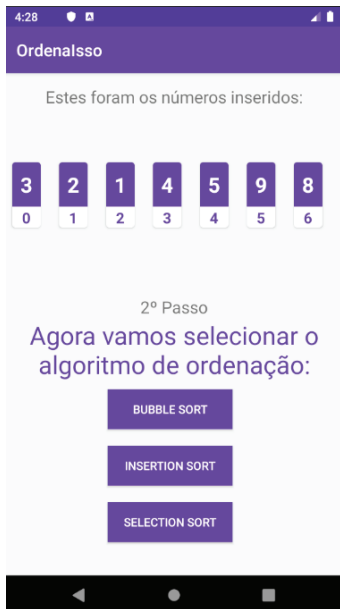 4:28
OrdenaIsso
Estes foram os números inseridos:
3 2 1 4 5 9 8
0 1 2 3 4 5 6
2º Passo
Agora vamos selecionar o
algoritmo de ordenação:
BUBBLE SORT
INSERTION SORT
SELECTION SORT